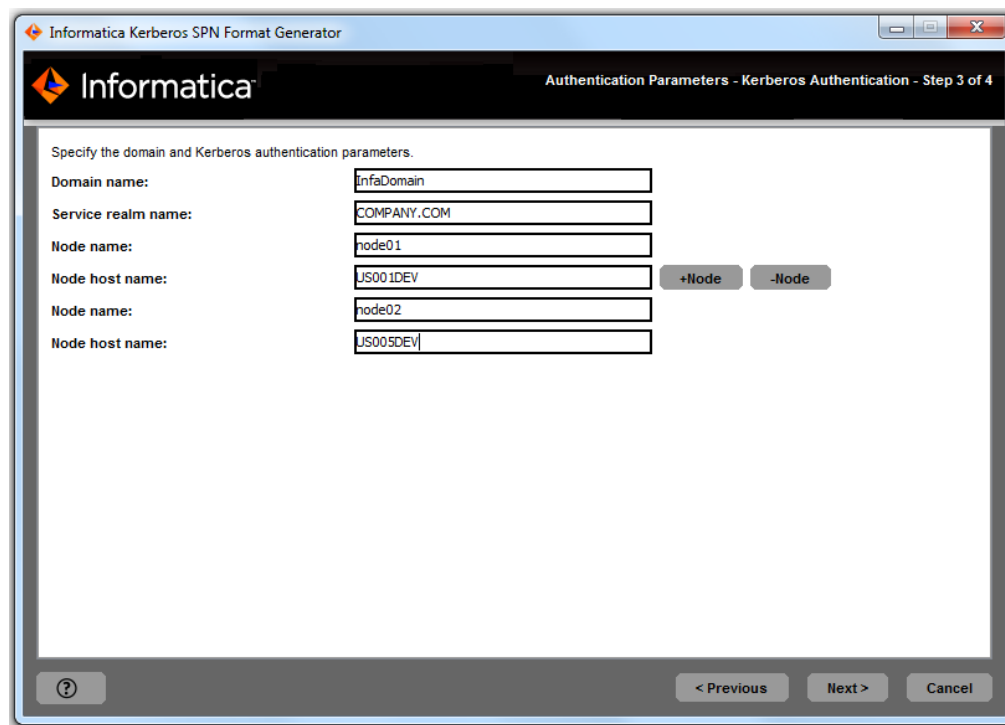 Informatica Kerberos SPN Format Generator
Informatica
Authentication Parameters - Kerberos Authentication - Step 3 of 4
Specify the domain and Kerberos authentication parameters.
Domain name: InfaDomain
Service realm name: COMPANY.COM
Node name: node01
Node host name: US001DEV +Node -Node
Node name: node02
Node host name: US005DEV
? < Previous Next > Cancel